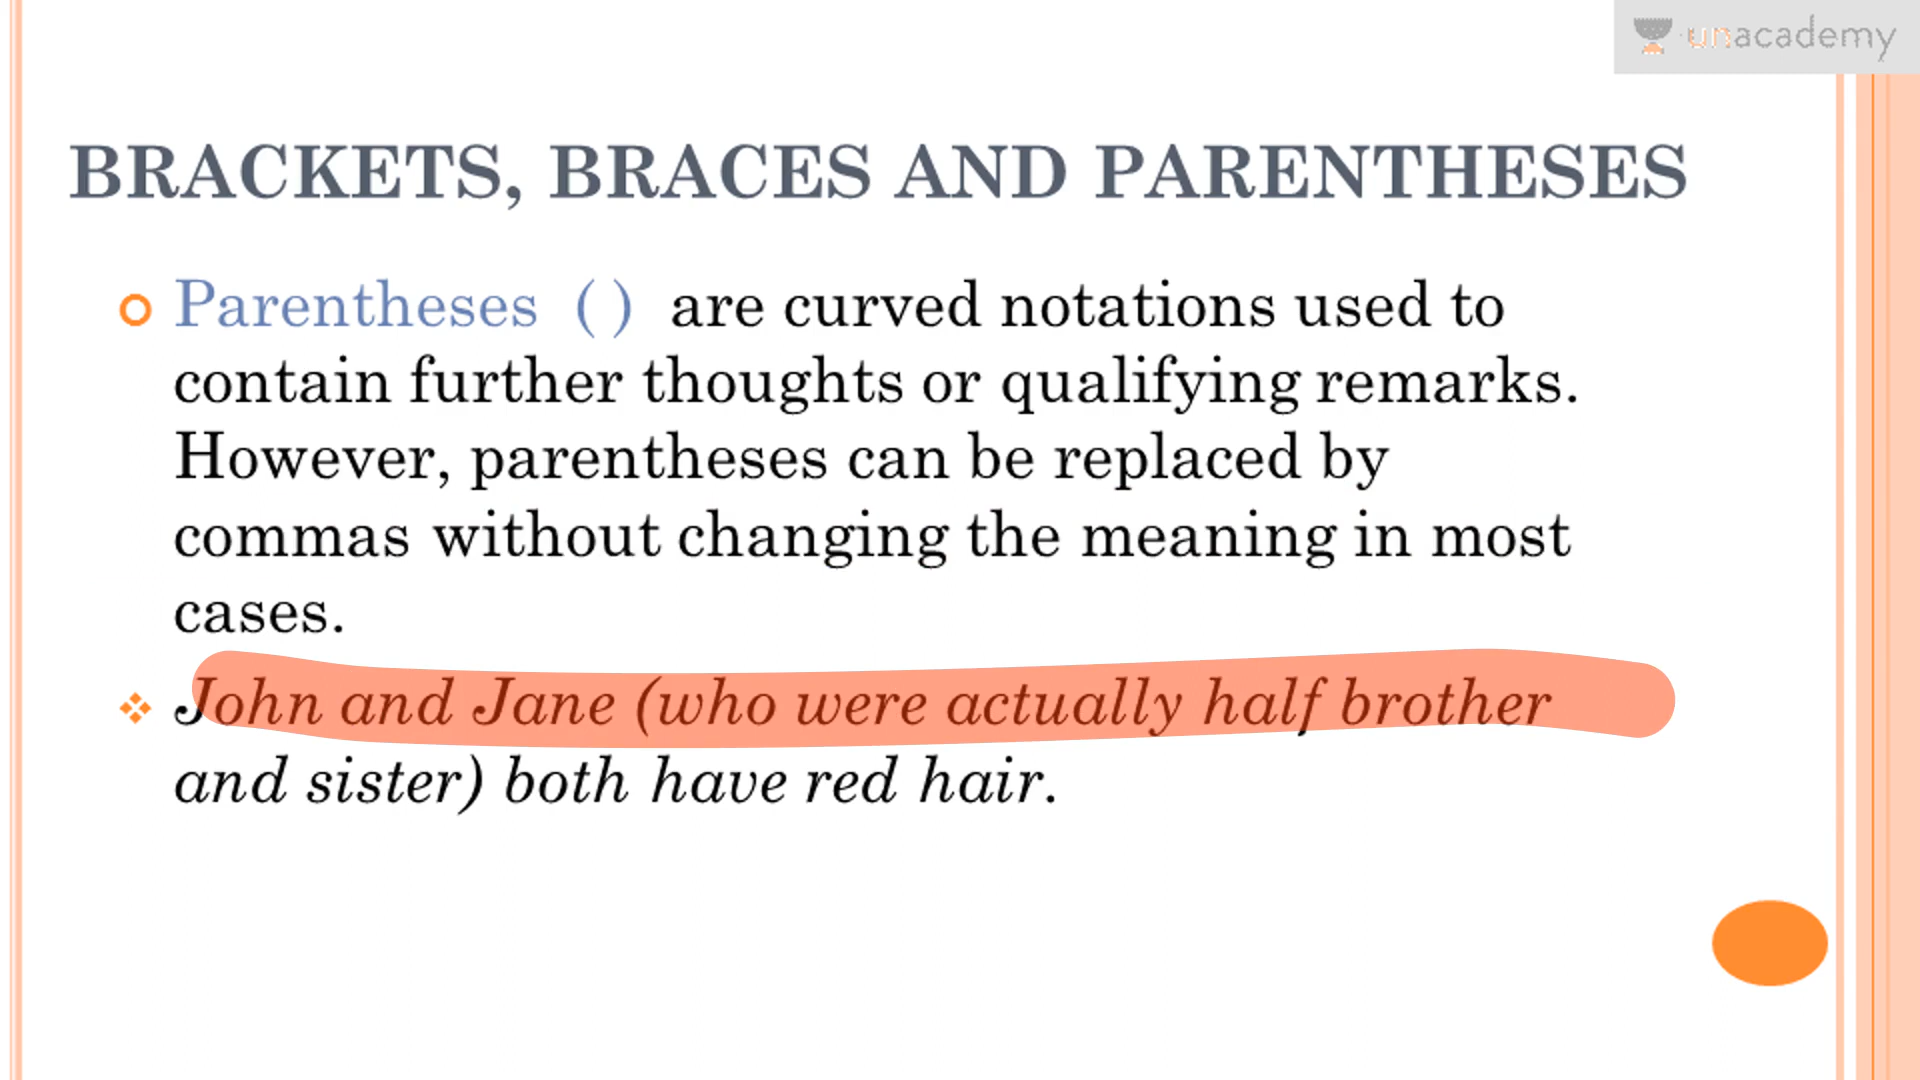 unacademy
BRACKETS, BRACES AND PARENTHESES
Parentheses ( ) are curved notations used to
contain further thoughts or qualifying remarks.
However, parentheses can be replaced by
commas without changing the meaning in most
cases.
John and Jane (who were actually half brother
and sister) both have red hair.